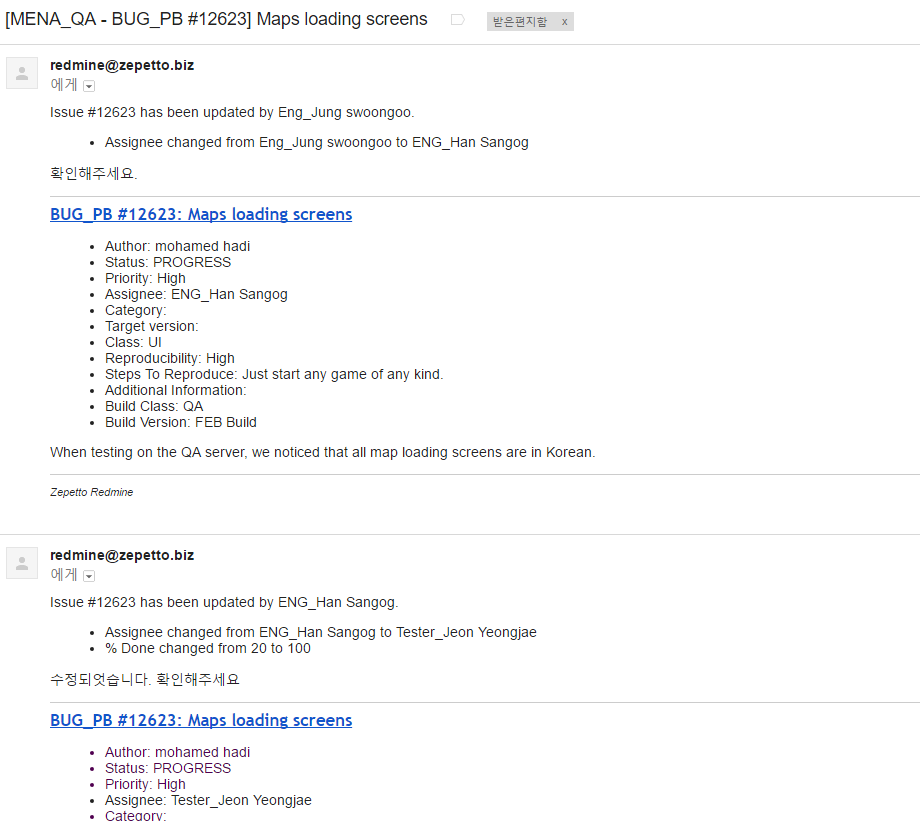 [MENA_QA - BUG_PB #12623] Maps loading screens 받은편지함 x
redmine@zepetto.biz
에게
Issue #12623 has been updated by Eng_Jung swoongoo.
• Assignee changed from Eng_Jung swoongoo to ENG_Han Sangog
확인해주세요.
BUG_PB #12623: Maps loading screens
• Author: mohamed hadi
• Status: PROGRESS
• Priority: High
• Assignee: ENG_Han Sangog
• Category:
• Target version:
• Class: UI
• Reproducibility: High
• Steps To Reproduce: Just start any game of any kind.
• Additional Information:
• Build Class: QA
• Build Version: FEB Build
When testing on the QA server, we noticed that all map loading screens are in Korean.
Zepetto Redmine
redmine@zepetto.biz
에게
Issue #12623 has been updated by ENG_Han Sangog.
• Assignee changed from ENG_Han Sangog to Tester_Jeon Yeongjae
• % Done changed from 20 to 100
수정되엇습니다. 확인해주세요
BUG_PB #12623: Maps loading screens
• Author: mohamed hadi
• Status: PROGRESS
• Priority: High
• Assignee: Tester_Jeon Yeongjae
• Category: